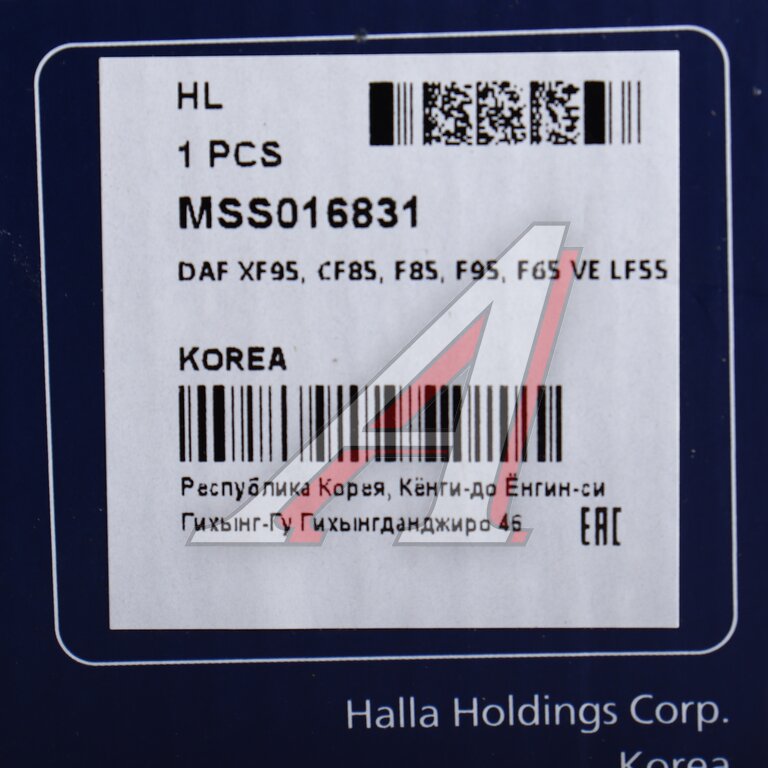 HL
1 PCS
MSS016831
DAF XF95, CF85, F85, F95, F65 VE LF55
KOREA
Республика Корея, Кёнги-до Ёнгин-си
Гихынг-Гу Гихынгданджиро 46
EAC
Halla Holdings Corp.
Korea